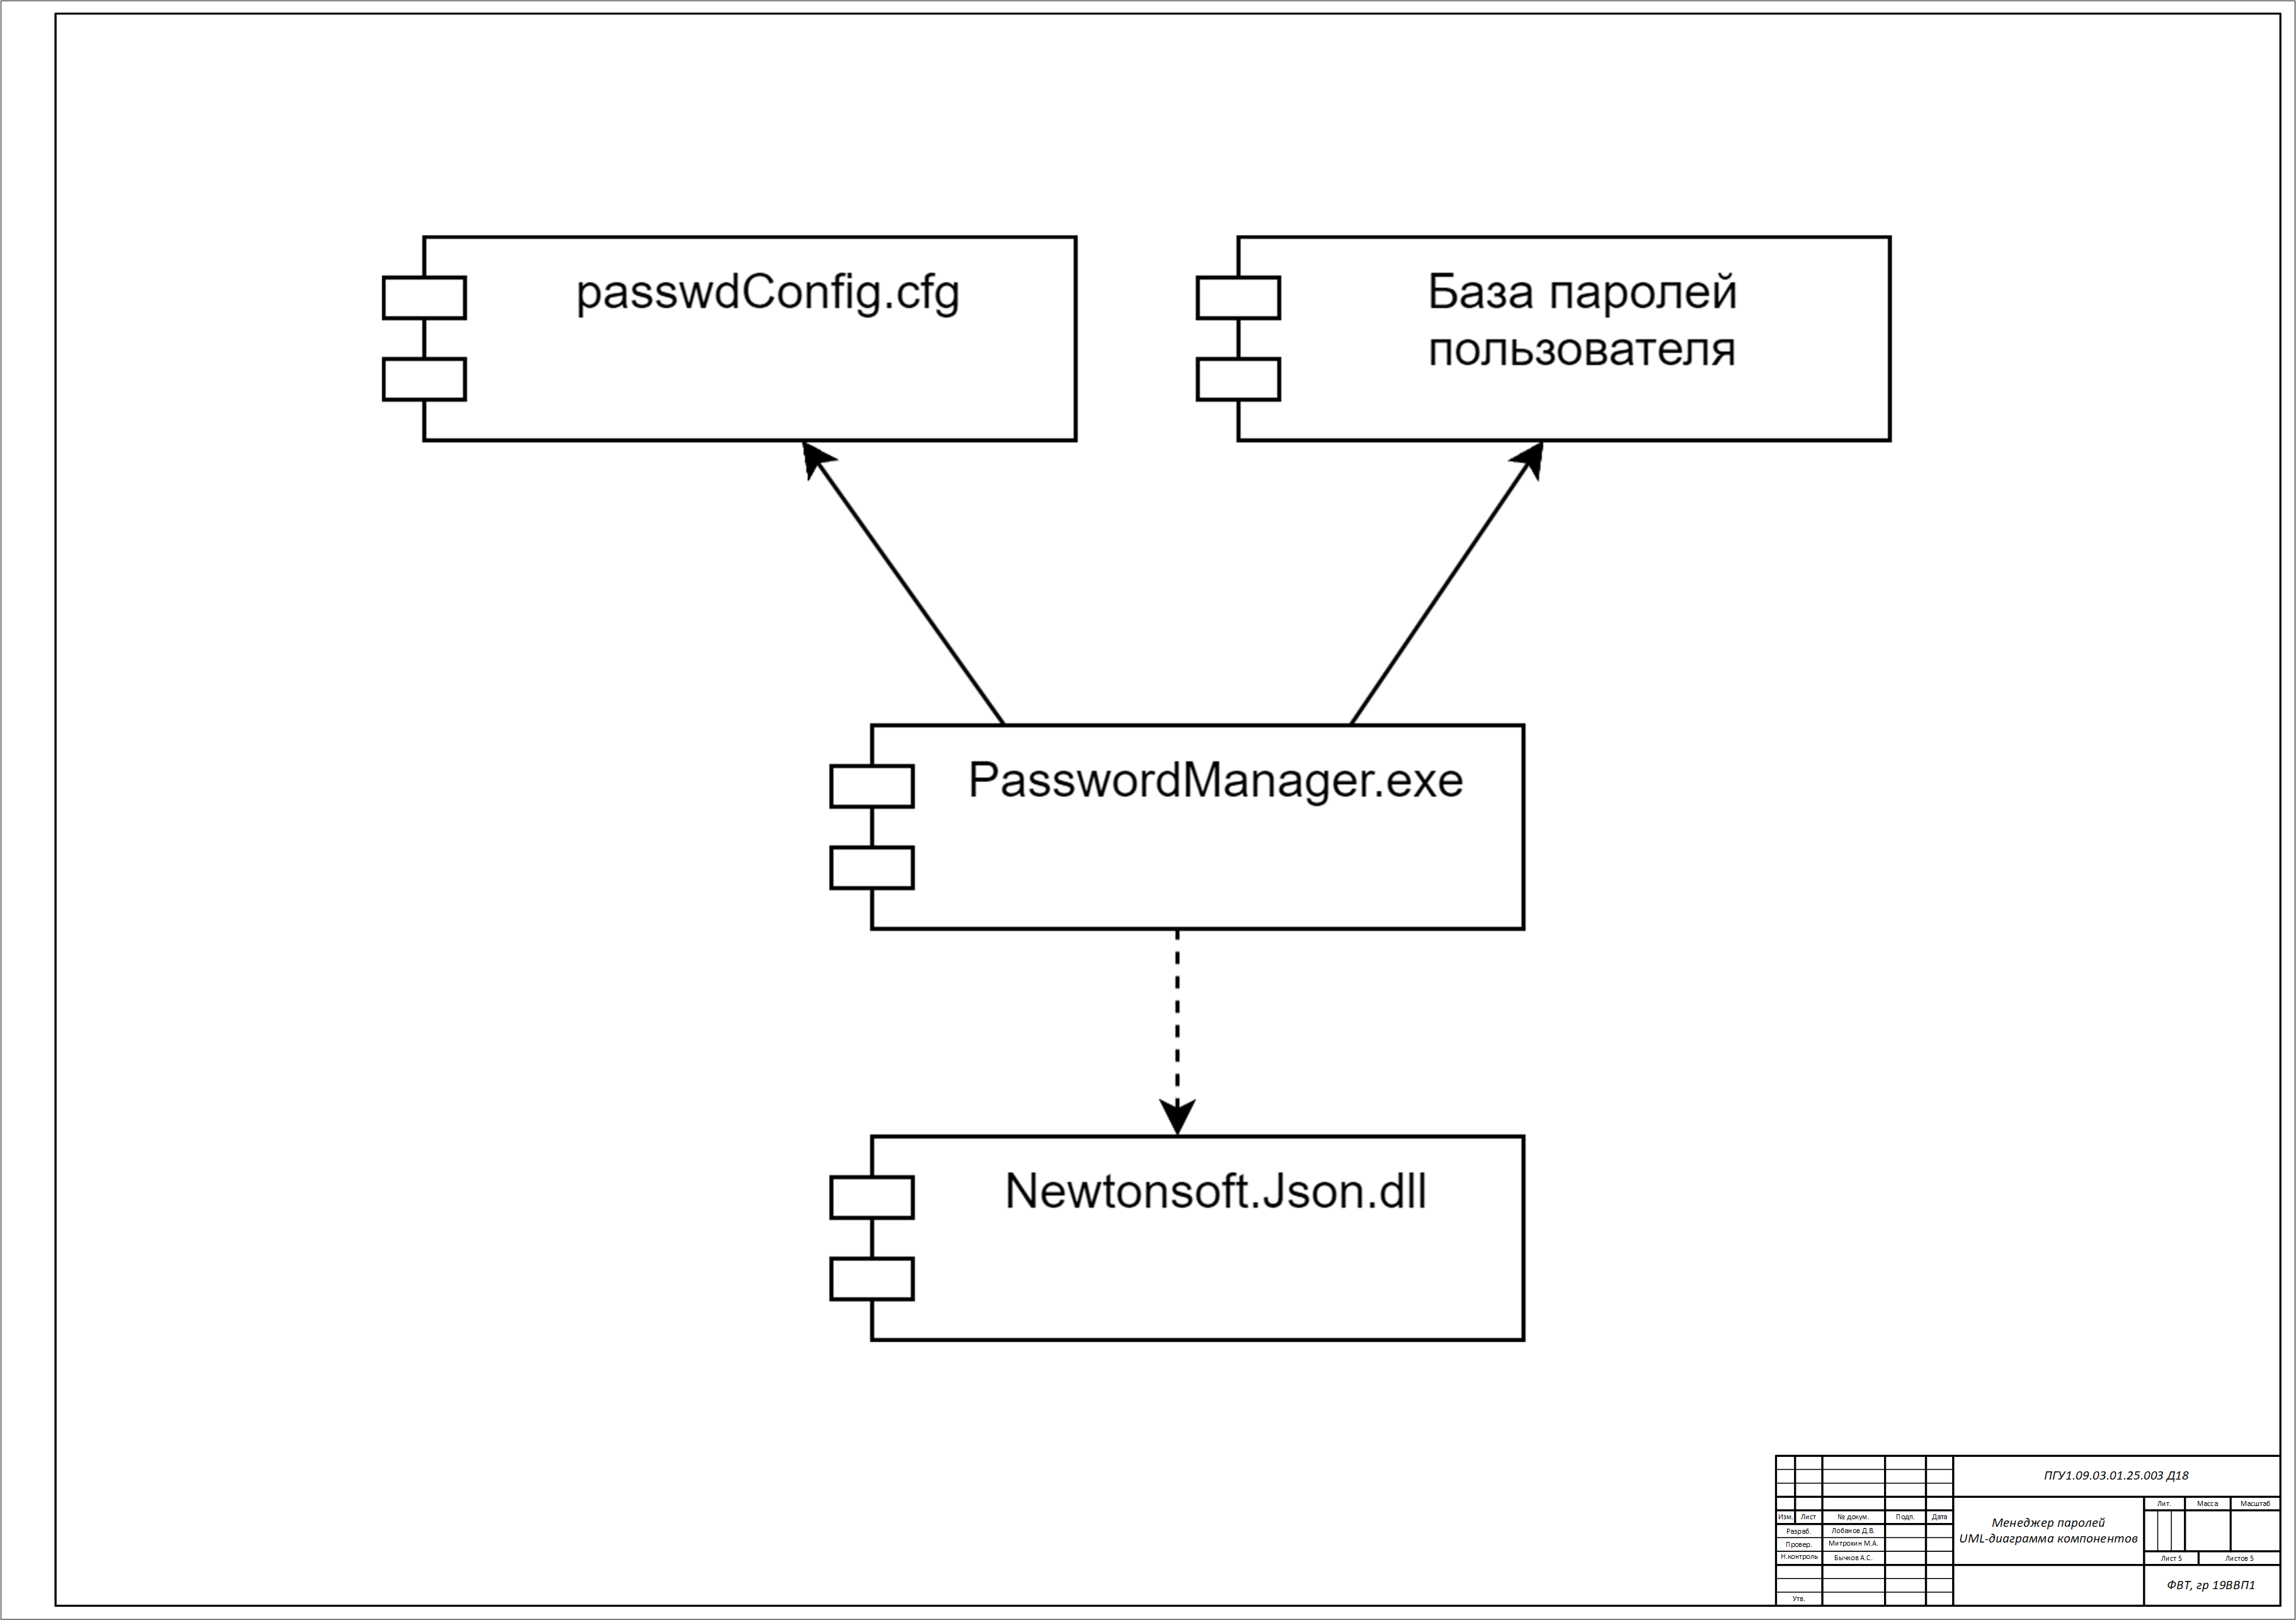 passwdConfig.cfg
База паролей
пользователя
PasswordManager.exe
Newtonsoft.Json.dll
ПГУ1.09.03.01.25.003 Д18
Лит.
Масса
Масштаб
Изм.
Лист
№ докум.
Подп.
Дата
Менеджер паролей
UML-диаграмма компонентов
Разраб.
Лобанов Д.В.
Провер.
Митрохин М.А.
Н.контроль
Бычков А.С.
Лист 5
Листов 5
ФВТ, гр 19ВВП1
Утв.